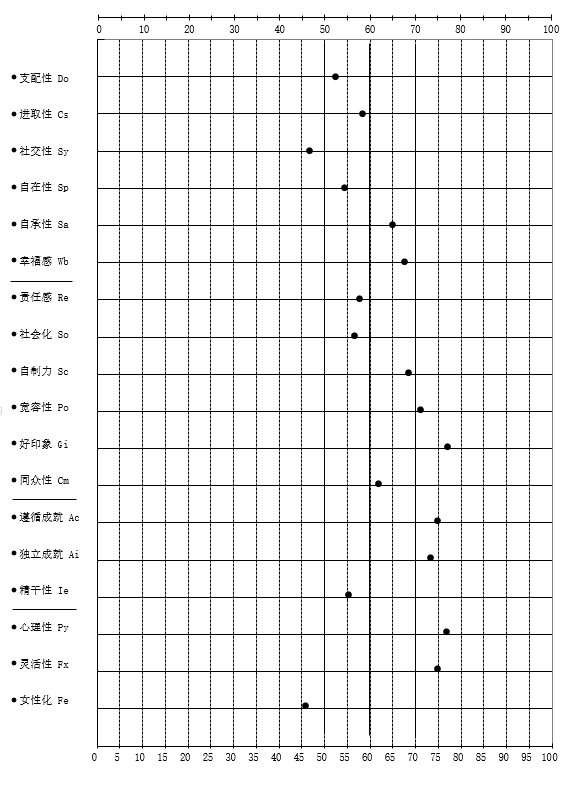 0 10 20 30 40 50 60 70 80 90 100
支配性 Do
进取性 Cs
社交性 Sy
自在性 Sp
自承性 Sa
幸福感 Wb
责任感 Re
社会化 So
自制力 Sc
宽容性 Po
好印象 Gi
同众性 Cm
遵循成就 Ac
独立成就 Ai
精干性 Ie
心理性 Py
灵活性 Fx
女性化 Fe
0 5 10 15 20 25 30 35 40 45 50 55 60 65 70 75 80 85 90 95 100